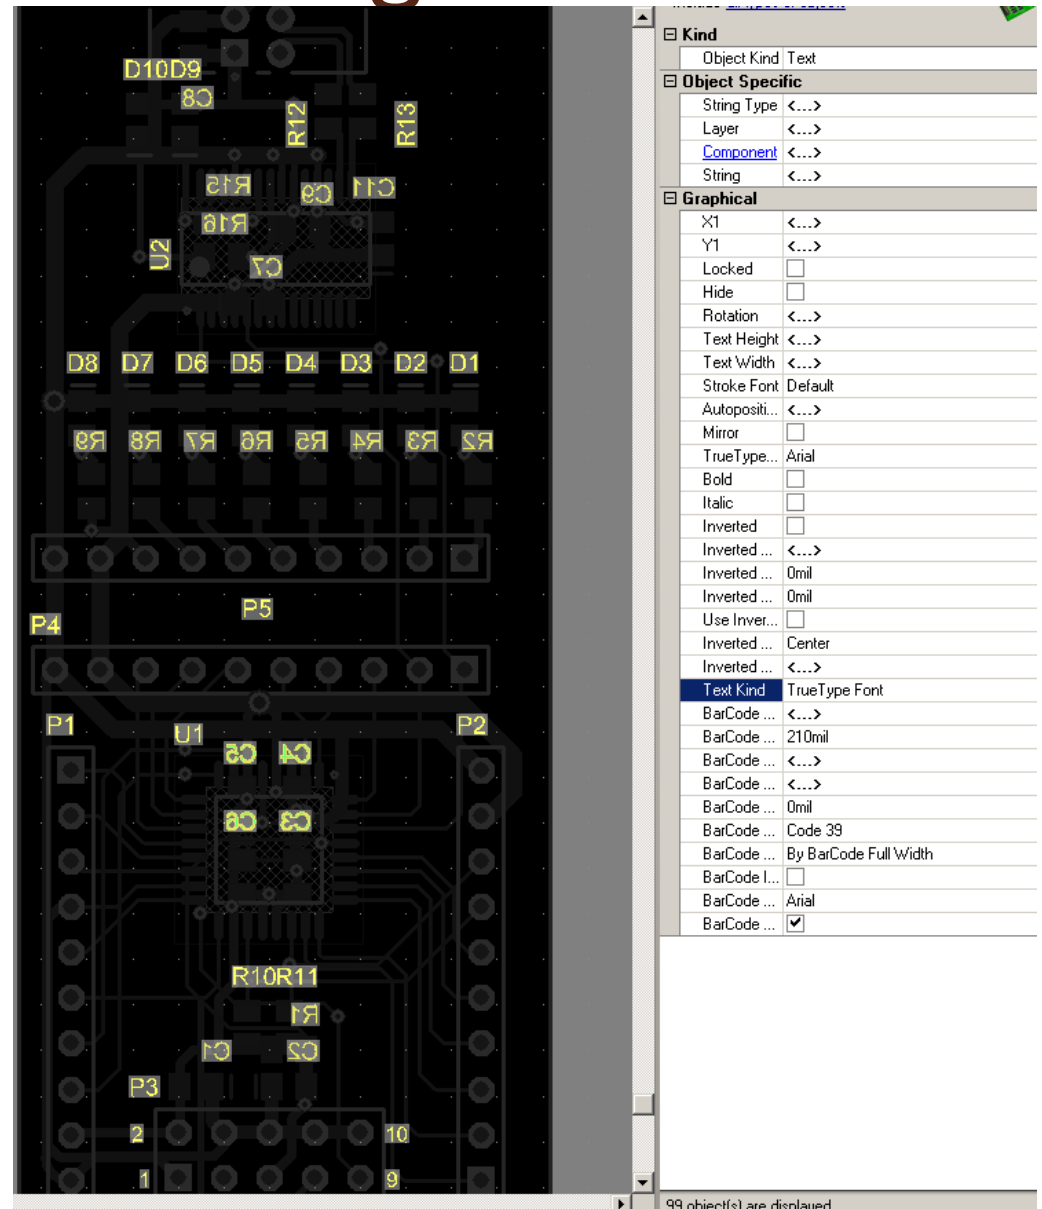 D10D9
C8
R12
R13
R15
C9
C11
R16
U2
C7
D8 D7 D6 D5 D4 D3 D2 D1
R9 R8 R7 R6 R5 R4 R3 R2
P5
P4
P1
U1
P2
C5 C4
C6 C3
R10R11
R1
C1 C2
P3
2 10
1 9
Kind
Object Kind Text
Object Specific
String Type <...>
Layer <...>
Component <...>
String <...>
Graphical
X1 <...>
Y1 <...>
Locked
Hide
Rotation <...>
Text Height <...>
Text Width <...>
Stroke Font Default
Autopositi... <...>
Mirror
TrueType... Arial
Bold
Italic
Inverted
Inverted ... <...>
Inverted ... 0mil
Inverted ... 0mil
Use Inver...
Inverted ... Center
Inverted ... <...>
Text Kind TrueType Font
BarCode ... <...>
BarCode ... 210mil
BarCode ... <...>
BarCode ... <...>
BarCode ... 0mil
BarCode ... Code 39
BarCode ... By BarCode Full Width
BarCode I...
BarCode ... Arial
BarCode ...
99 object(s) are displayed